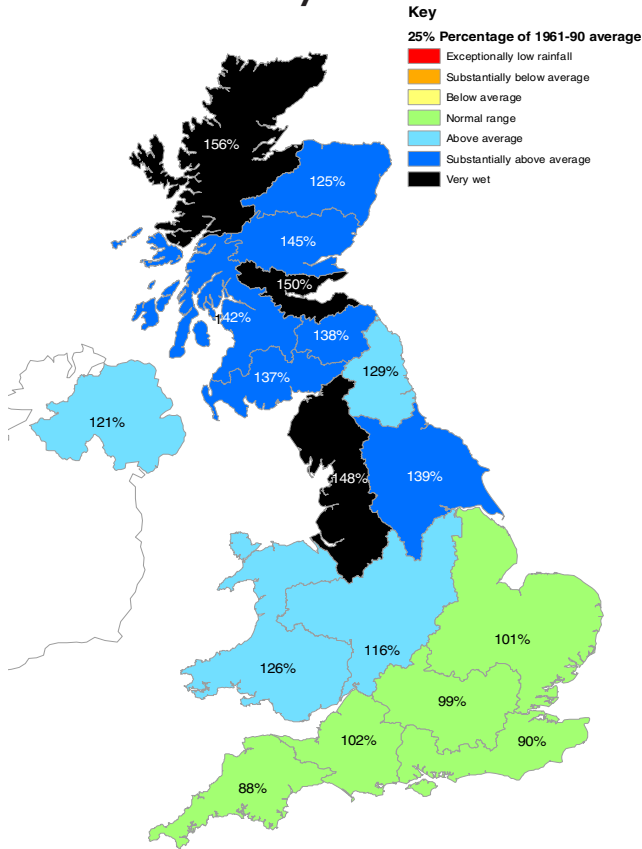 Key
25% Percentage of 1961-90 average
Exceptionally low rainfall
Substantially below average
Below average
Normal range
Above average
Substantially above average
Very wet
156%
125%
145%
150%
142%
138%
137%
129%
121%
148%
139%
101%
116%
126%
99%
102%
90%
88%